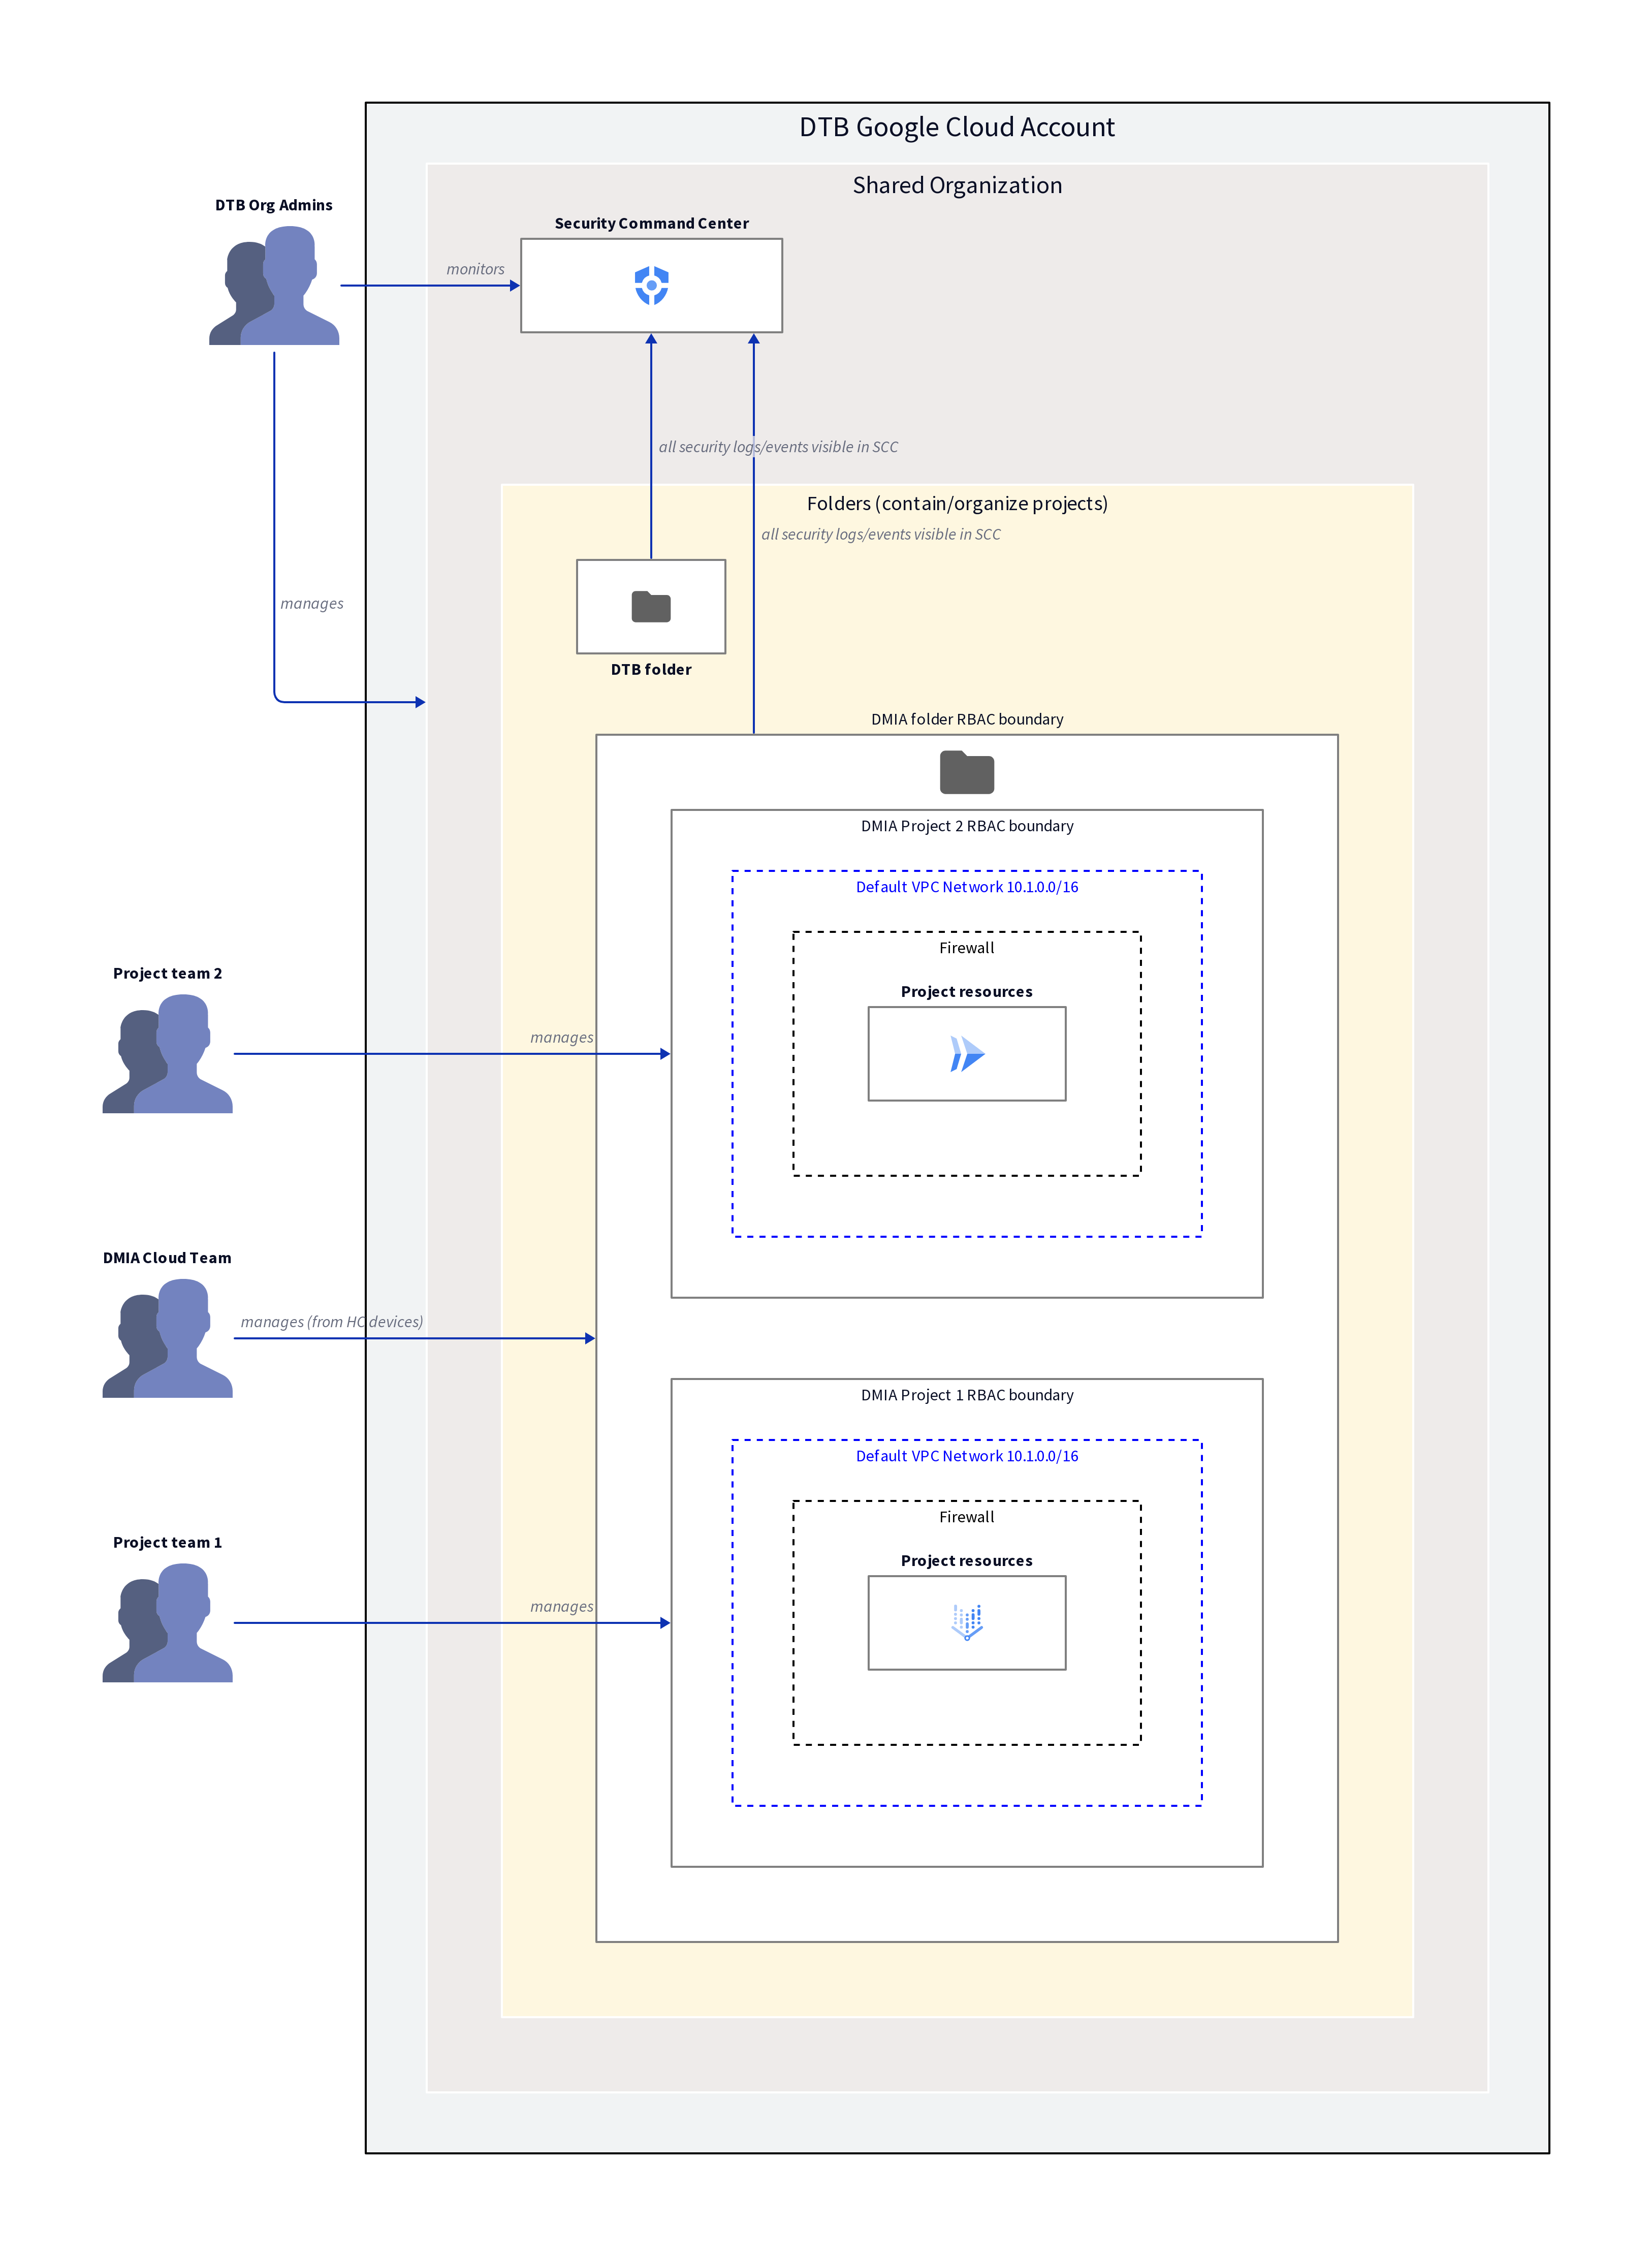 DTB Google Cloud Account
Shared Organization
DTB Org Admins
Security Command Center
monitors
all security logs/events visible in SCC
Folders (contain/organize projects)
all security logs/events visible in SCC
manages
DTB folder
DMIA folder RBAC boundary
DMIA Project 2 RBAC boundary
Default VPC Network 10.1.0.0/16
Firewall
Project team 2
Project resources
manages
DMIA Cloud Team
manages (from HC devices)
DMIA Project 1 RBAC boundary
Default VPC Network 10.1.0.0/16
Firewall
Project team 1
Project resources
manages